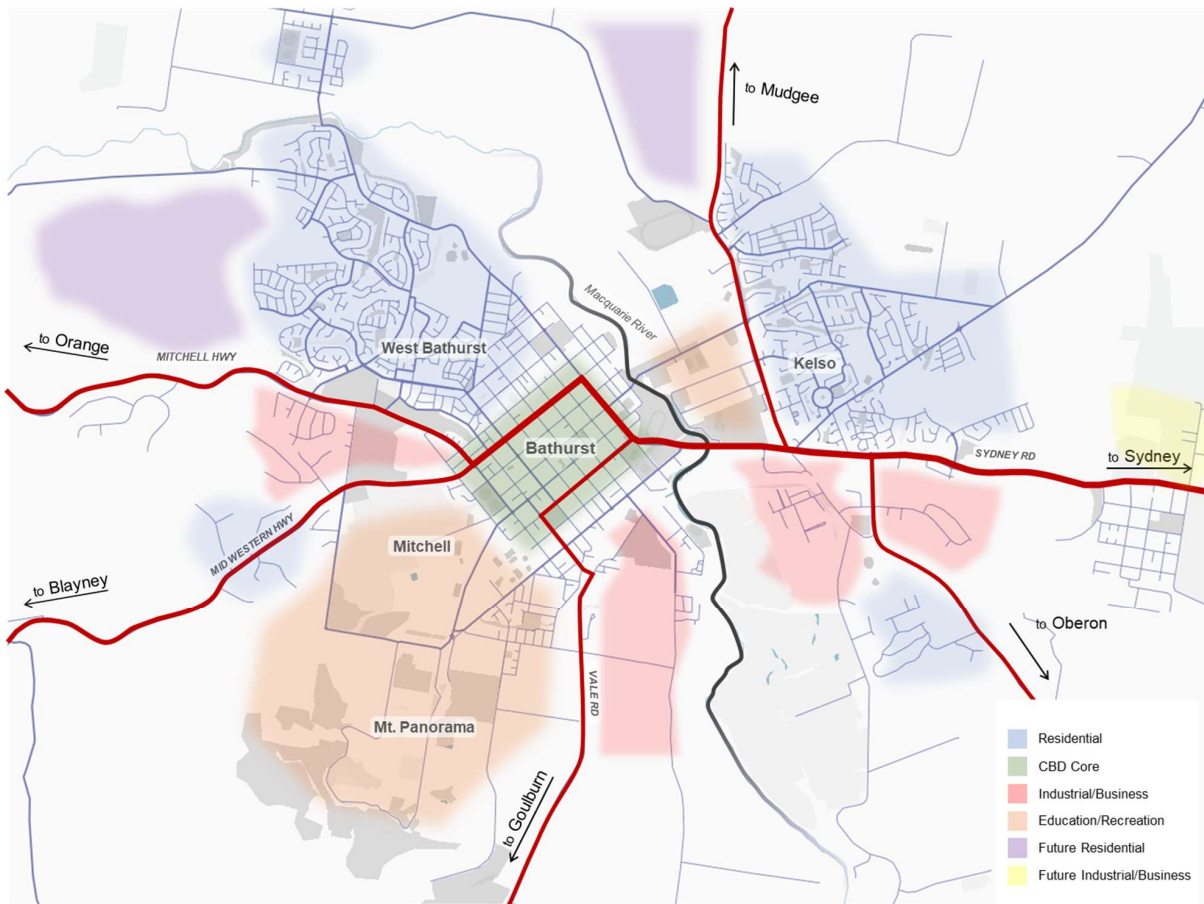 to Mudgee
Macquarie River
to Orange
MITCHELL HWY
West Bathurst
Kelso
Bathurst
SYDNEY RD
to Sydney
MID WESTERN HWY
Mitchell
to Blayney
to Oberon
VALE RD
Mt. Panorama
to Goulburn
Residential
CBD Core
Industrial/Business
Education/Recreation
Future Residential
Future Industrial/Business